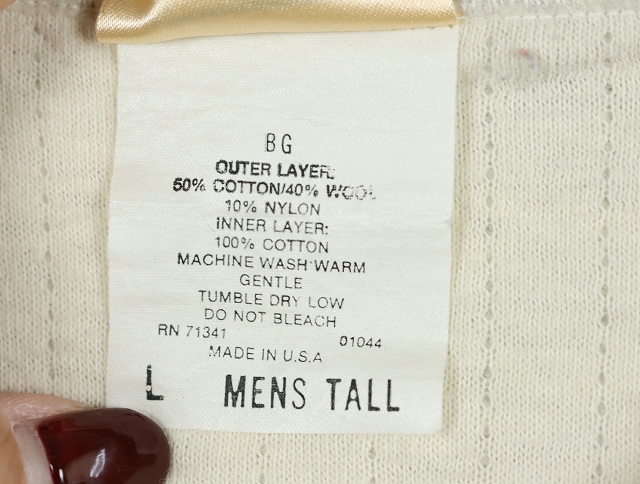 BG
OUTER LAYER:
50% COTTON/40% WOOL
10% NYLON
INNER LAYER:
100% COTTON
MACHINE WASH WARM
GENTLE
TUMBLE DRY LOW
DO NOT BLEACH
RN 71341 01044
MADE IN U.S.A
L MENS TALL